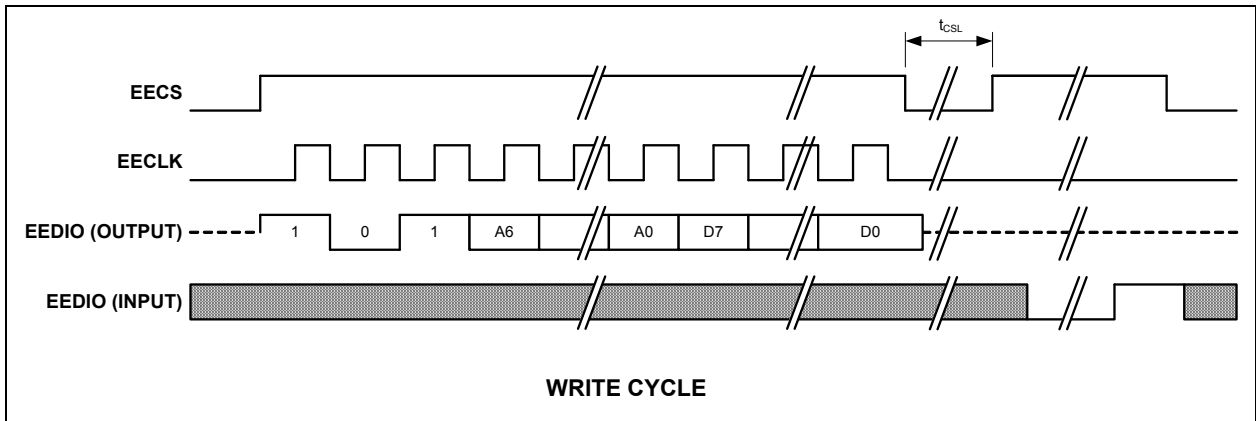 tCSL
EECS
EECLK
EEDIO (OUTPUT)
1 0 1 A6 A0 D7 D0
EEDIO (INPUT)
WRITE CYCLE